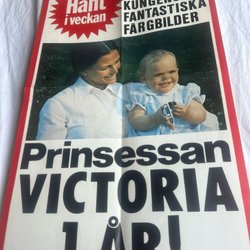 Hänt
i veckan
KUNGENS
FANTASTISKA
FÄRGBILDER
Prinsessan
VICTORIA
1 ÅR!